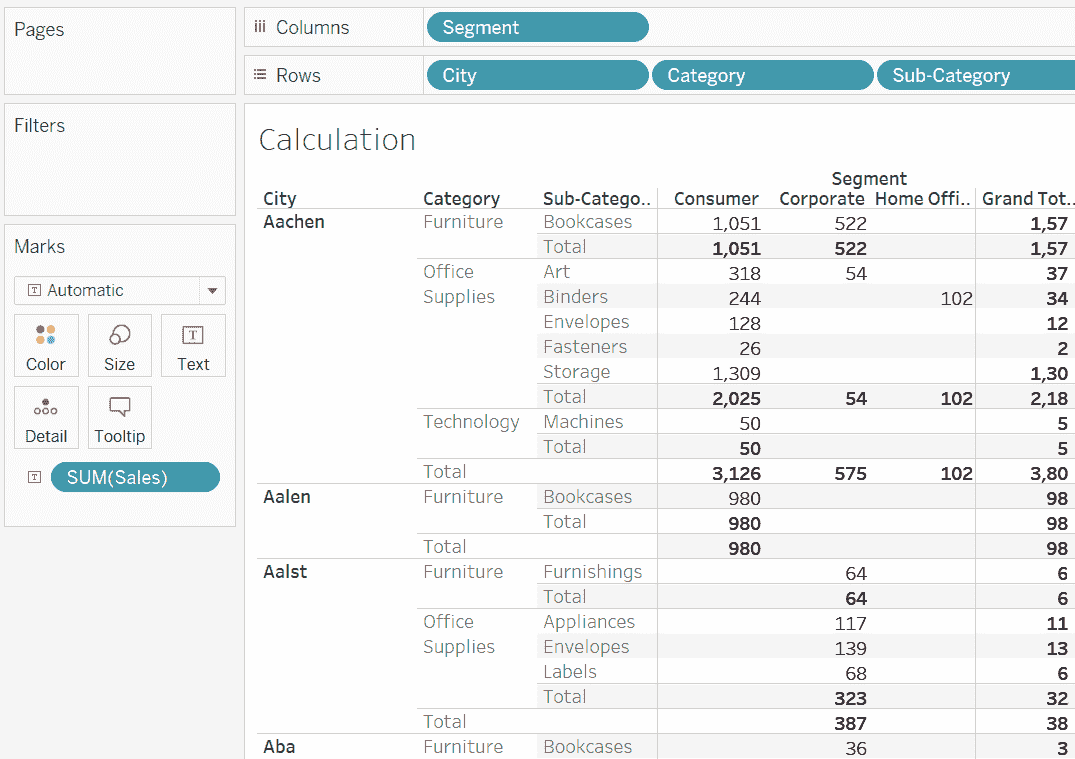 Pages
Columns Segment
Rows City Category Sub-Category
Filters
Marks
Automatic
Color Size Text
Detail Tooltip
SUM(Sales)
Calculation
Segment
City Category Sub-Catego.. Consumer Corporate Home Offi.. Grand Tot..
Aachen Furniture Bookcases 1,051 522 1,57
Total 1,051 522 1,57
Office Art 318 54 37
Supplies Binders 244 102 34
Envelopes 128 12
Fasteners 26 2
Storage 1,309 1,30
Total 2,025 54 102 2,18
Technology Machines 50 5
Total 50 5
Total 3,126 575 102 3,80
Aalen Furniture Bookcases 980 98
Total 980 98
Total 980 98
Aalst Furniture Furnishings 64 6
Total 64 6
Office Appliances 117 11
Supplies Envelopes 139 13
Labels 68 6
Total 323 32
Total 387 38
Aba Furniture Bookcases 36 3